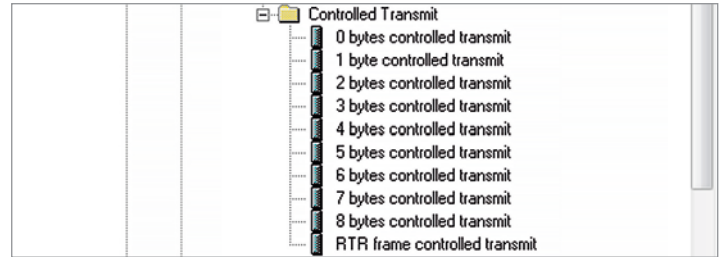 Controlled Transmit
0 bytes controlled transmit
1 byte controlled transmit
2 bytes controlled transmit
3 bytes controlled transmit
4 bytes controlled transmit
5 bytes controlled transmit
6 bytes controlled transmit
7 bytes controlled transmit
8 bytes controlled transmit
RTR frame controlled transmit